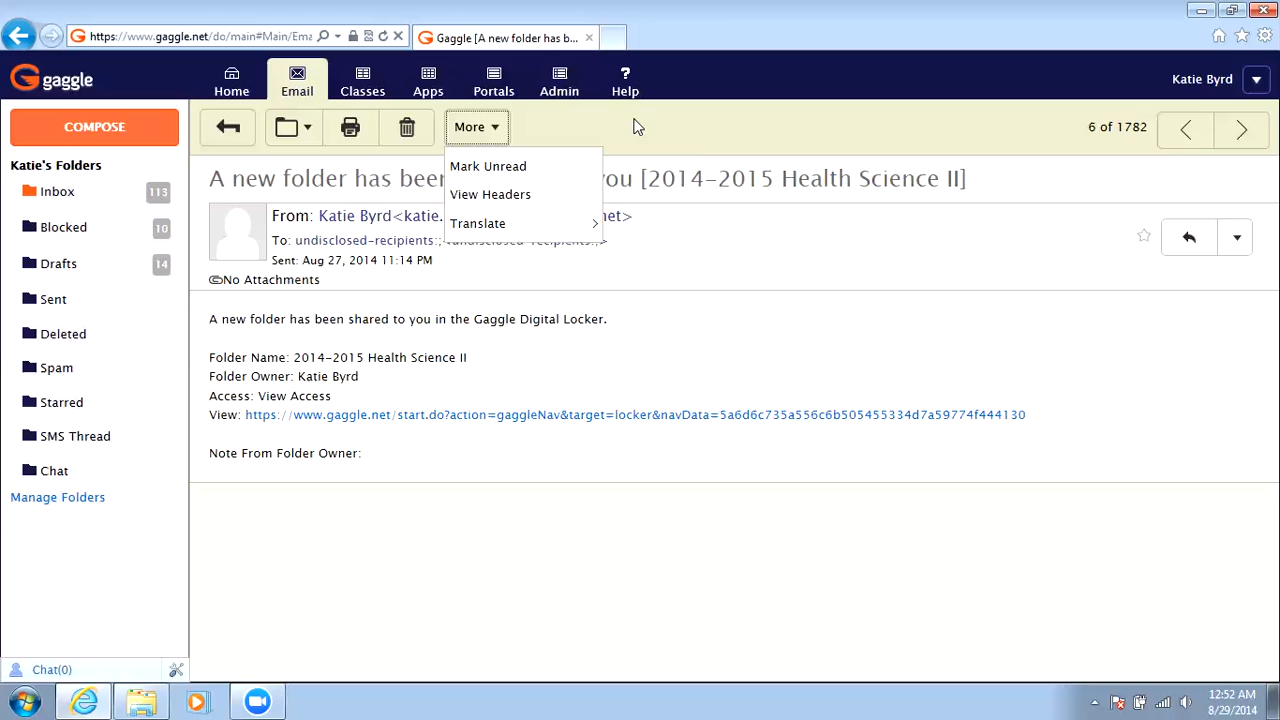 https://www.gaggle.net/do/main#Main/Ema
Gaggle [A new folder has b...
gaggle
Home
Email
Classes
Apps
Portals
Admin
Help
Katie Byrd
COMPOSE
More
6 of 1782
Katie's Folders
Inbox 113
Blocked 10
Drafts 14
Sent
Deleted
Spam
Starred
SMS Thread
Chat
Manage Folders
Mark Unread
View Headers
Translate
A new folder has been ou [2014-2015 Health Science II]
From: Katie Byrd<katie. net>
To: undisclosed-recipients:;
Sent: Aug 27, 2014 11:14 PM
No Attachments
A new folder has been shared to you in the Gaggle Digital Locker.
Folder Name: 2014-2015 Health Science II
Folder Owner: Katie Byrd
Access: View Access
View: https://www.gaggle.net/start.do?action=gaggleNav&target=locker&navData=5a6d6c735a556c6b505455334d7a59774f444130
Note From Folder Owner:
Chat(0)
12:52 AM
8/29/2014